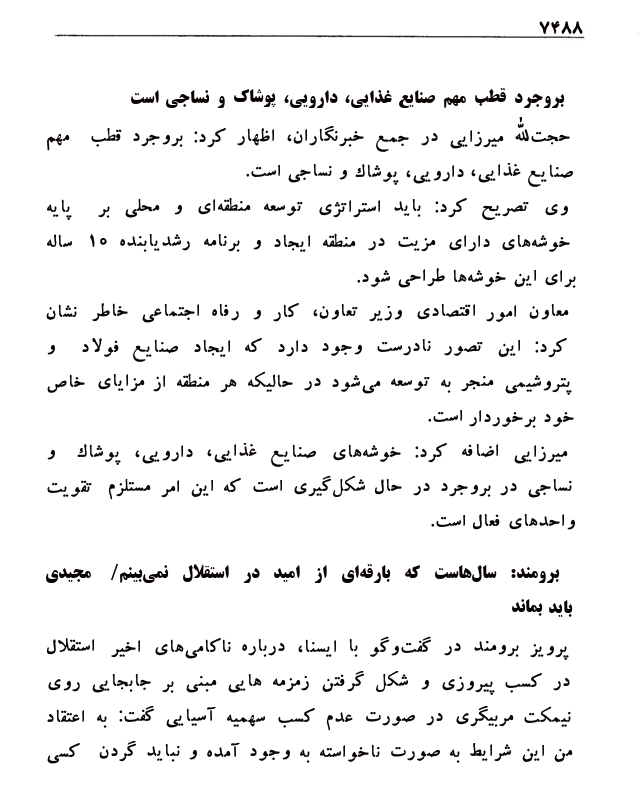 ۷۴۸۸
بروجرد قطب مهم صنایع غذایی، دارویی، پوشاک و نساجی است
حجت‌الله میرزایی در جمع خبرنگاران، اظهار کرد: بروجرد قطب مهم
صنایع غذایی، دارویی، پوشاك و نساجی است.
وی تصریح کرد: باید استراتژی توسعه منطقه‌ای و محلی بر پایه
خوشه‌های دارای مزیت در منطقه ایجاد و برنامه رشدیابنده ۱۰ ساله
برای این خوشه‌ها طراحی شود.
معاون امور اقتصادی وزیر تعاون، کار و رفاه اجتماعی خاطر نشان
کرد: این تصور نادرست وجود دارد که ایجاد صنایع فولاد و
پتروشیمی منجر به توسعه می‌شود در حالیکه هر منطقه از مزایای خاص
خود برخوردار است.
میرزایی اضافه کرد: خوشه‌های صنایع غذایی، دارویی، پوشاك و
نساجی در بروجرد در حال شکل‌گیری است که این امر مستلزم تقویت
واحدهای فعال است.
برومند: سال‌هاست که بارقه‌ای از امید در استقلال نمی‌بینم/ مجیدی
باید بماند
پرویز برومند در گفت‌وگو با ایسنا، درباره ناکامی‌های اخیر استقلال
در کسب پیروزی و شکل گرفتن زمزمه هایی مبنی بر جابجایی روی
نیمکت مربیگری در صورت عدم کسب سهمیه آسیایی گفت: به اعتقاد
من این شرایط به صورت ناخواسته به وجود آمده و نباید گردن کسی